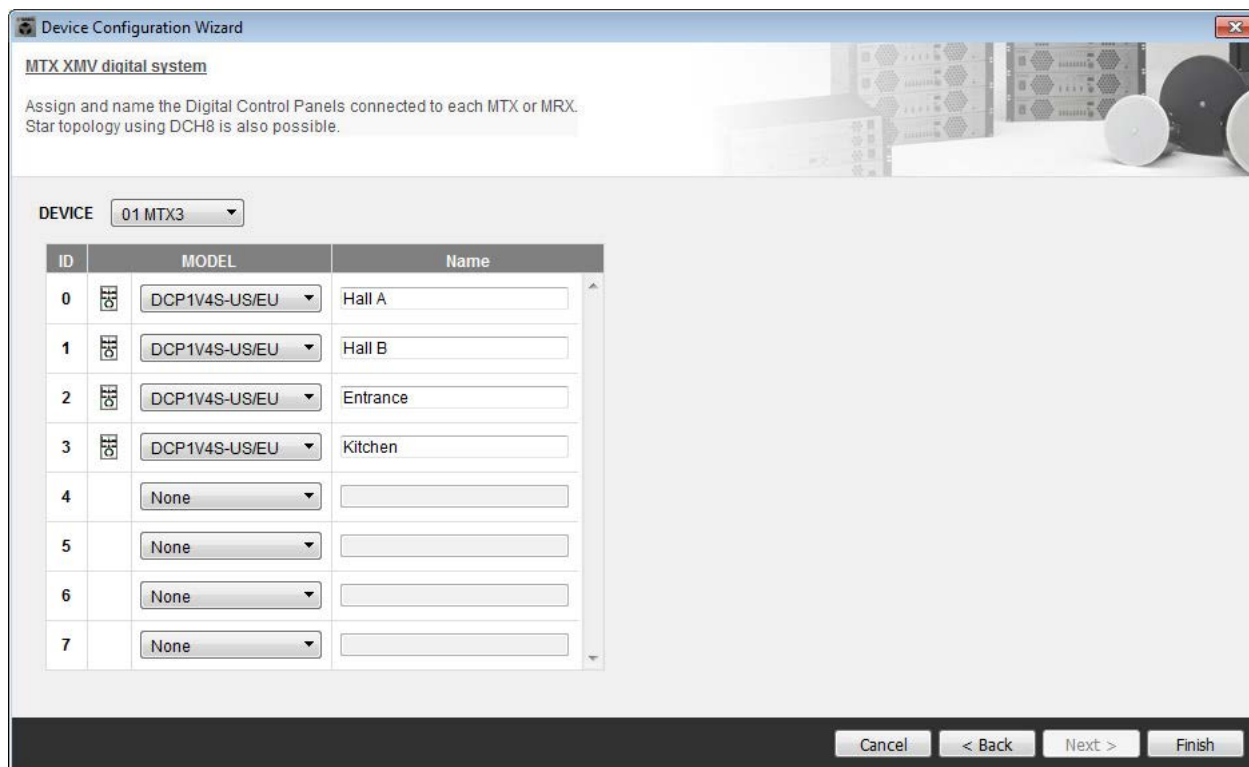 Device Configuration Wizard
MTX XMV digital system
Assign and name the Digital Control Panels connected to each MTX or MRX.
Star topology using DCH8 is also possible.
DEVICE 01 MTX3
ID MODEL Name
0 DCP1V4S-US/EU Hall A
1 DCP1V4S-US/EU Hall B
2 DCP1V4S-US/EU Entrance
3 DCP1V4S-US/EU Kitchen
4 None
5 None
6 None
7 None
Cancel < Back Next > Finish